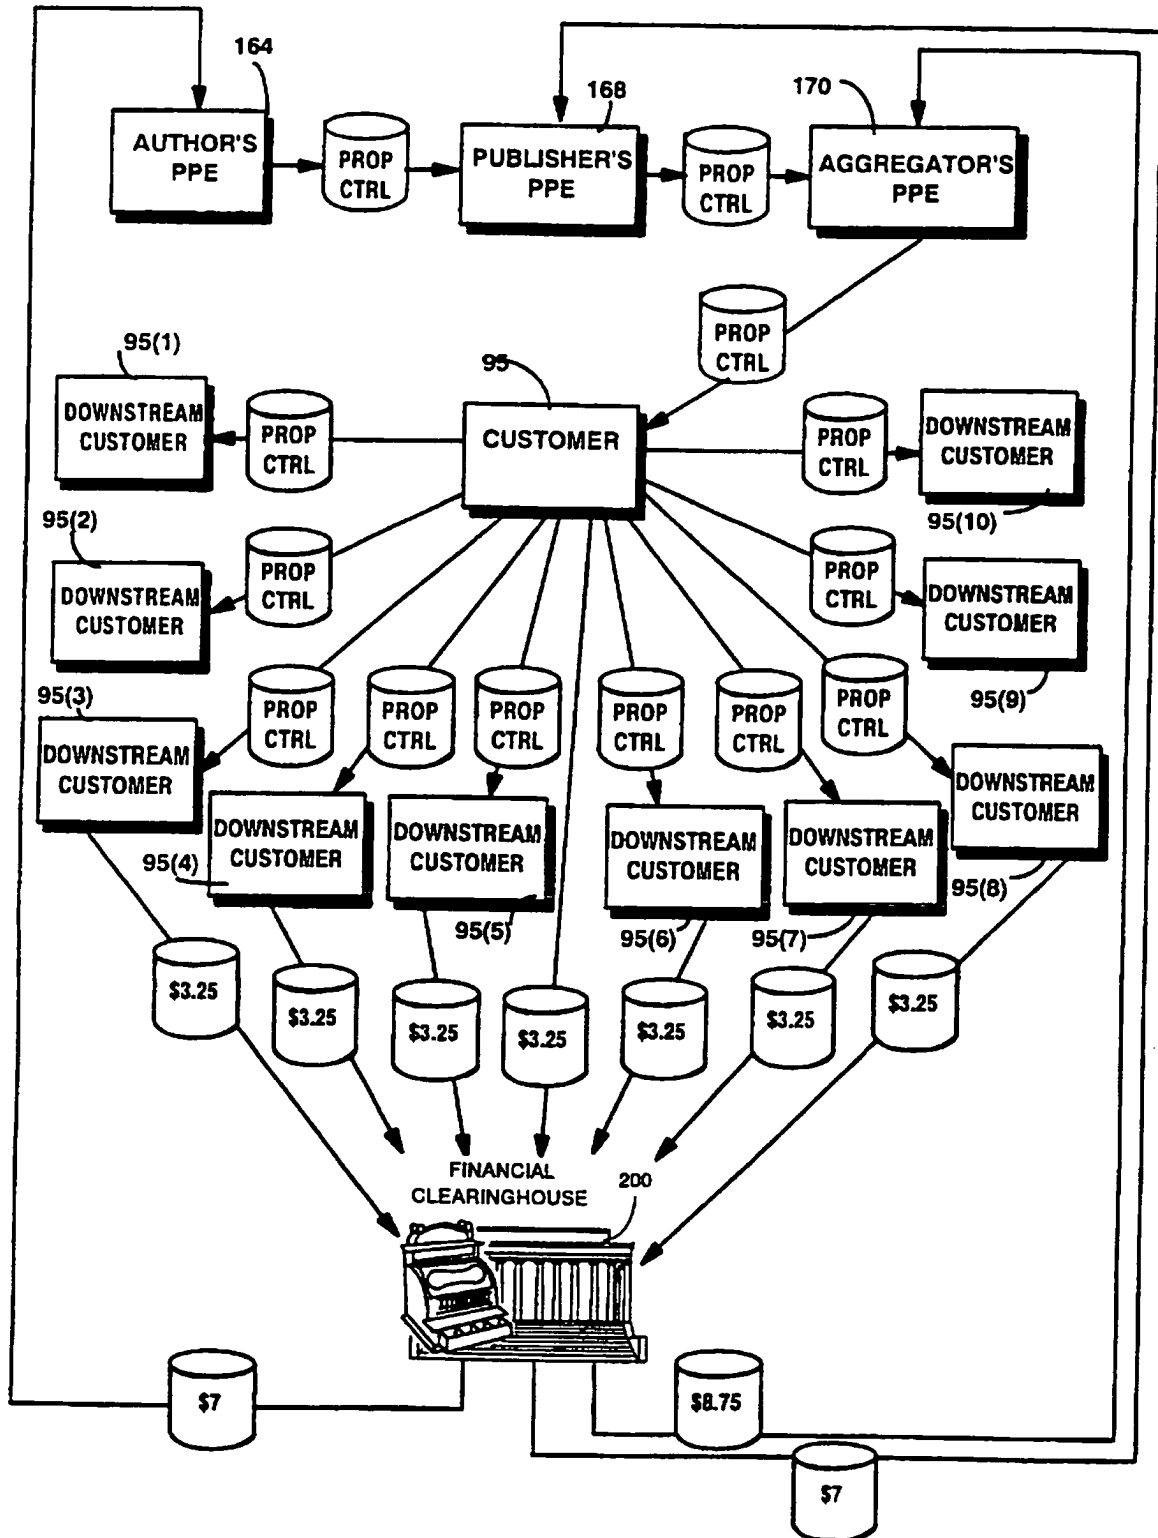 164
168
170
AUTHOR'S
PPE
PROP
CTRL
PUBLISHER'S
PPE
PROP
CTRL
AGGREGATOR'S
PPE
PROP
CTRL
95(1)
95
DOWNSTREAM
CUSTOMER
PROP
CTRL
CUSTOMER
PROP
CTRL
DOWNSTREAM
CUSTOMER
95(10)
95(2)
DOWNSTREAM
CUSTOMER
PROP
CTRL
PROP
CTRL
DOWNSTREAM
CUSTOMER
95(9)
95(3)
DOWNSTREAM
CUSTOMER
PROP
CTRL
PROP
CTRL
PROP
CTRL
PROP
CTRL
PROP
CTRL
PROP
CTRL
DOWNSTREAM
CUSTOMER
95(4)
DOWNSTREAM
CUSTOMER
95(5)
DOWNSTREAM
CUSTOMER
95(6)
DOWNSTREAM
CUSTOMER
95(7)
DOWNSTREAM
CUSTOMER
95(8)
$3.25
$3.25
$3.25
$3.25
$3.25
$3.25
$3.25
FINANCIAL
CLEARINGHOUSE
200
$7
$8.75
$7